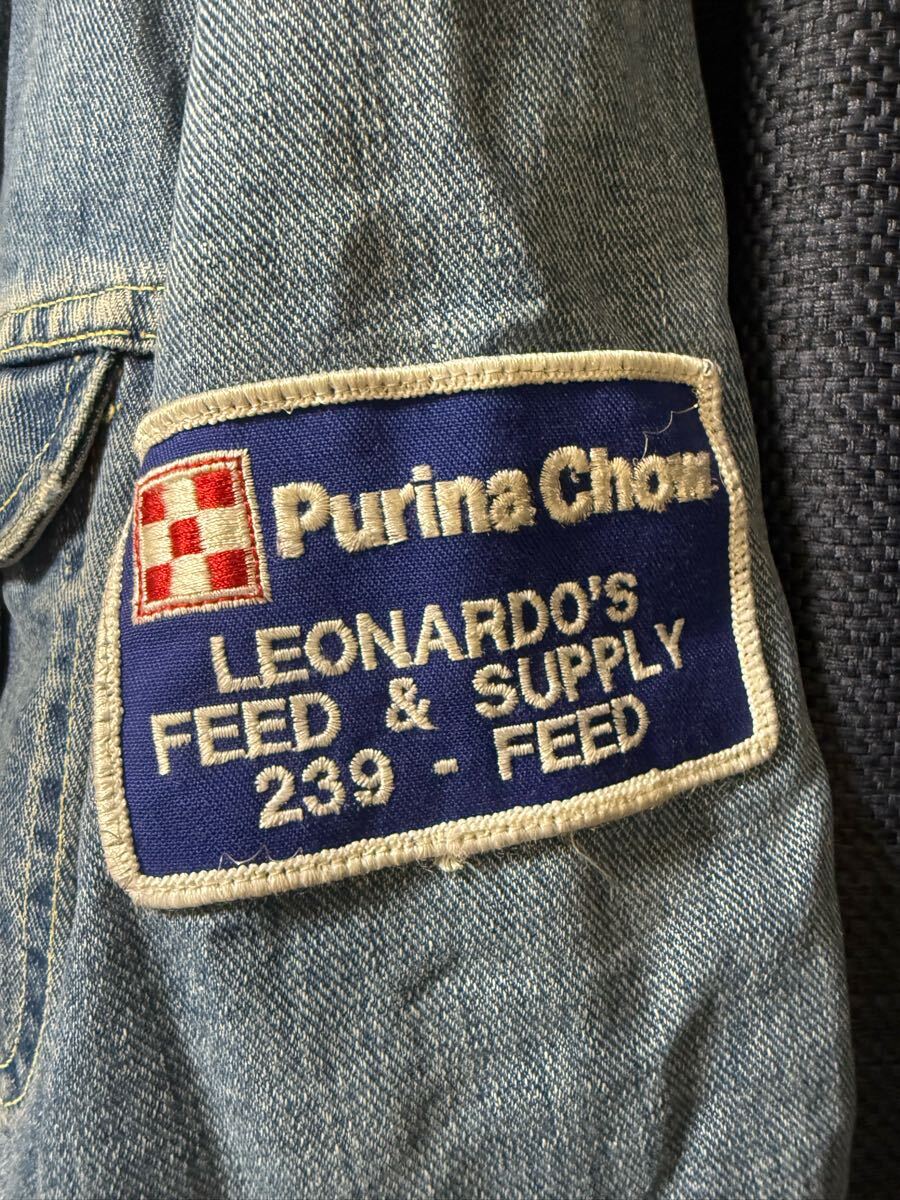 Purina Chow
LEONARDO'S
FEED & SUPPLY
239 - FEED